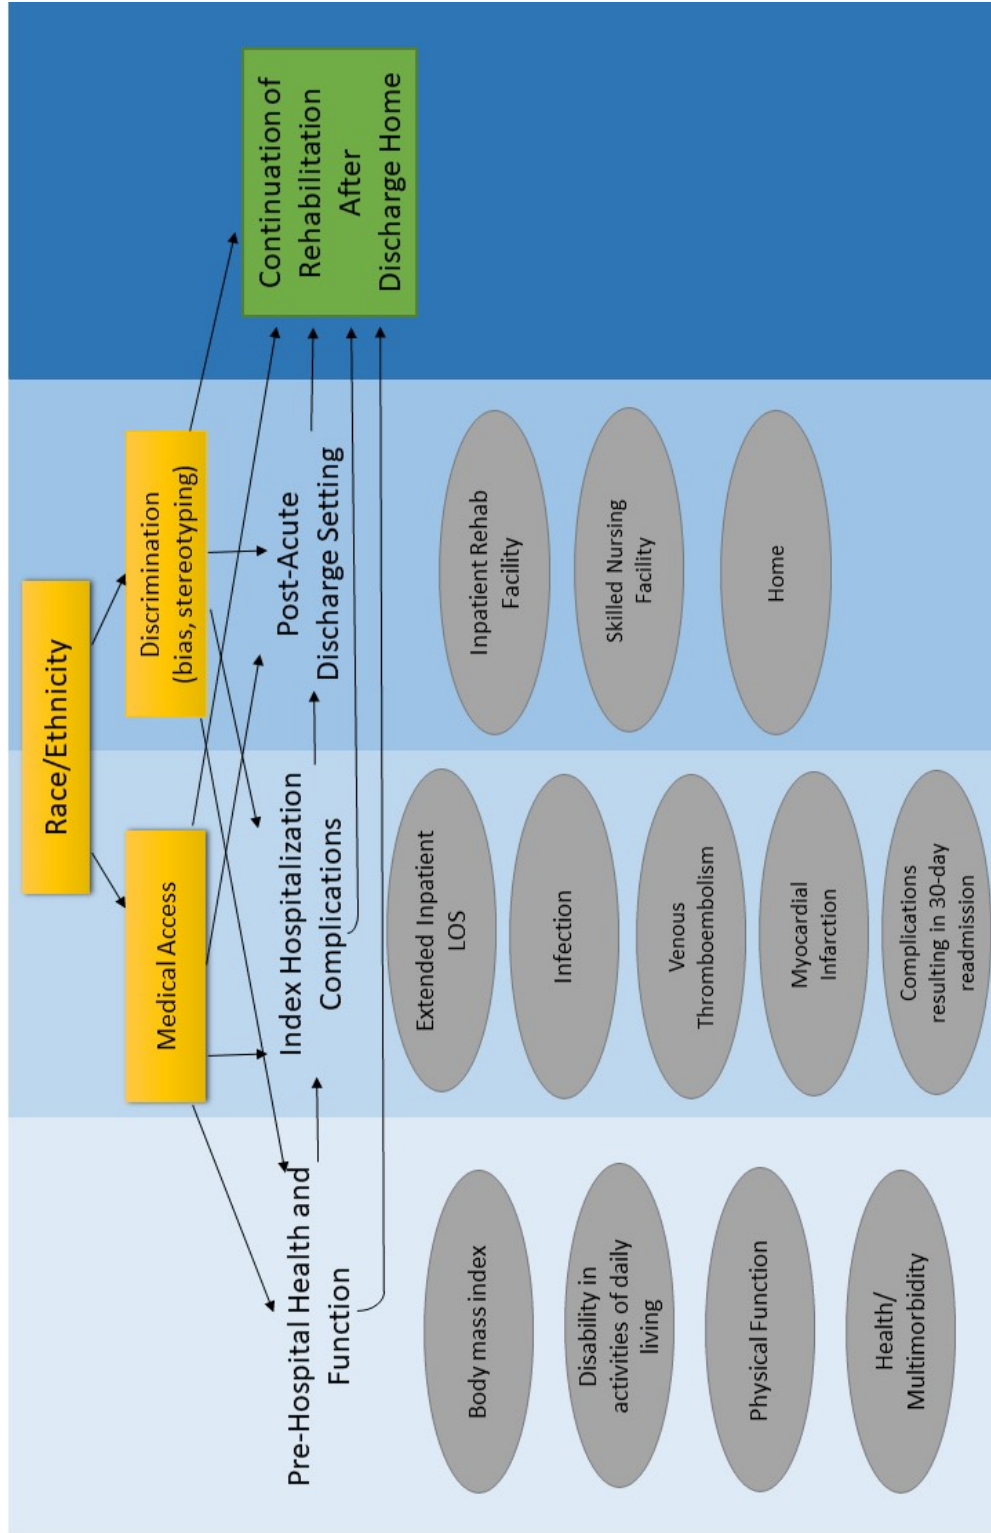 Race/Ethnicity
Medical Access
Discrimination
(bias, stereotyping)
Pre-Hospital Health and
Function
Index Hospitalization
Complications
Post-Acute
Discharge Setting
Continuation of
Rehabilitation
After
Discharge Home
Body mass index
Disability in
activities of daily
living
Physical Function
Health/
Multimorbidity
Extended Inpatient
LOS
Infection
Venous
Thromboembolism
Myocardial
Infarction
Complications
resulting in 30-day
readmission
Inpatient Rehab
Facility
Skilled Nursing
Facility
Home